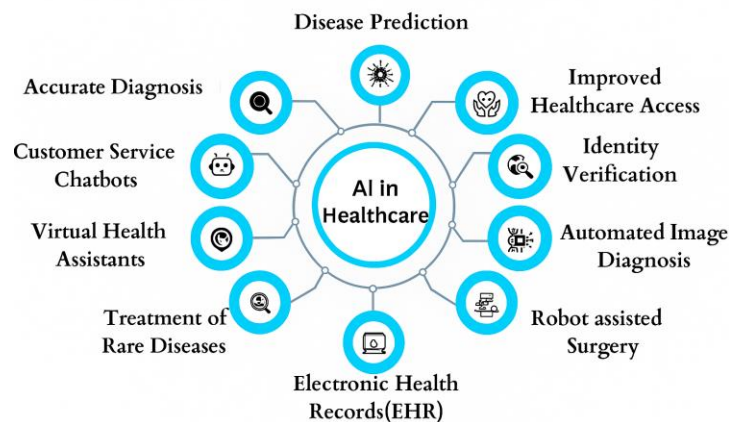 Disease Prediction
Accurate Diagnosis
Improved
Healthcare Access
Customer Service
Chatbots
Identity
Verification
AI in
Healthcare
Virtual Health
Assistants
Automated Image
Diagnosis
Treatment of
Rare Diseases
Robot assisted
Surgery
Electronic Health
Records(EHR)